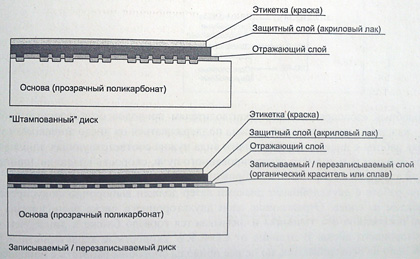 Этикетка (краска)
Защитный слой (акриловый лак)
Отражающий слой
Основа (прозрачный поликарбонат)
"Штампованный" диск
Этикетка (краска)
Защитный слой (акриловый лак)
Отражающий слой
Записываемый / перезаписываемый слой
(органический краситель или сплав)
Основа (прозрачный поликарбонат)
Записываемый / перезаписываемый диск